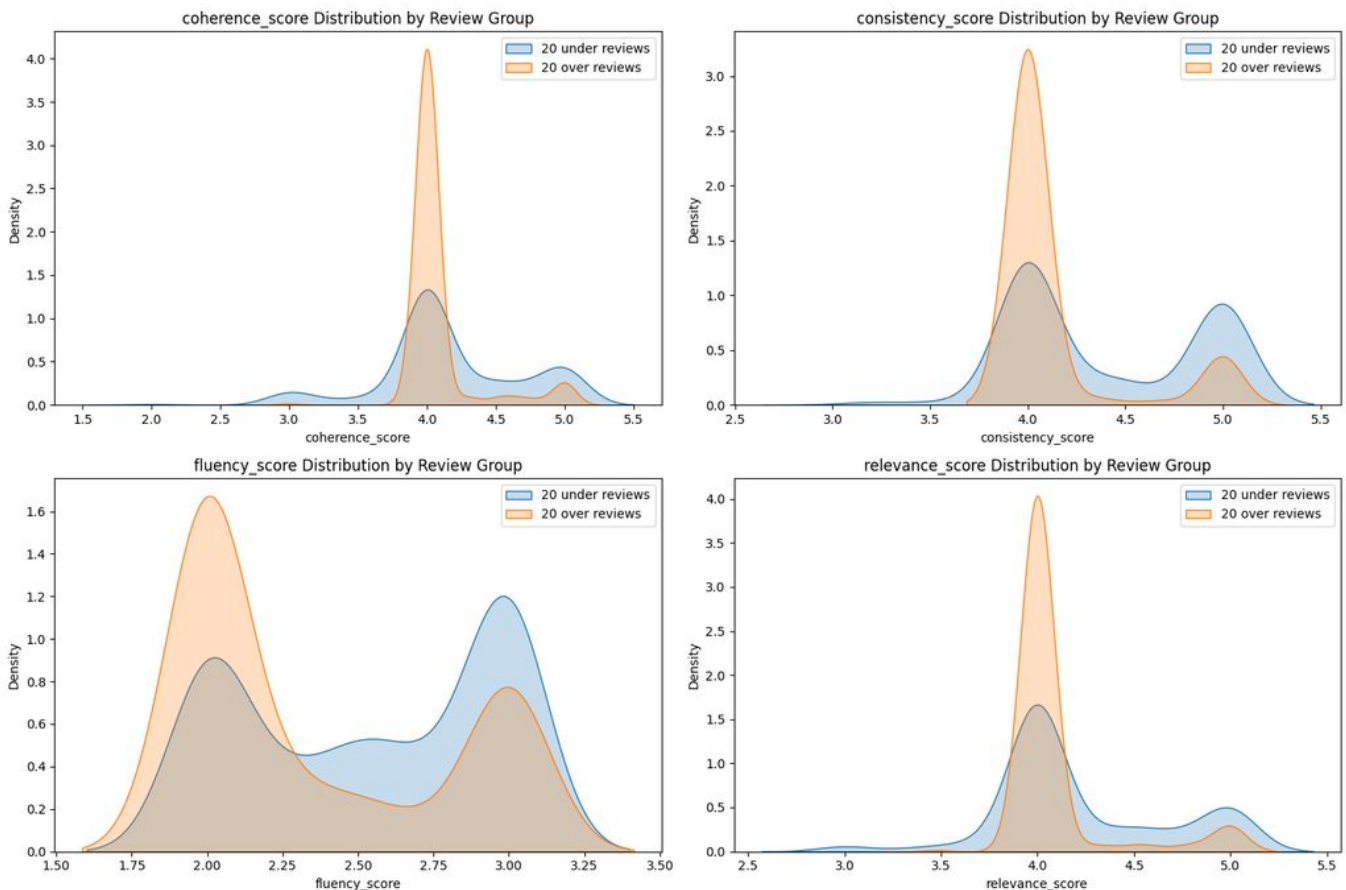 coherence_score Distribution by Review Group
20 under reviews
20 over reviews
4.0
3.5
3.0
2.5
2.0
1.5
1.0
0.5
0.0
Density
1.5 2.0 2.5 3.0 3.5 4.0 4.5 5.0 5.5
coherence_score
consistency_score Distribution by Review Group
20 under reviews
20 over reviews
3.0
2.5
2.0
1.5
1.0
0.5
0.0
Density
2.5 3.0 3.5 4.0 4.5 5.0 5.5
consistency_score
fluency_score Distribution by Review Group
20 under reviews
20 over reviews
1.6
1.4
1.2
1.0
0.8
0.6
0.4
0.2
0.0
Density
1.50 1.75 2.00 2.25 2.50 2.75 3.00 3.25 3.50
fluency_score
relevance_score Distribution by Review Group
20 under reviews
20 over reviews
4.0
3.5
3.0
2.5
2.0
1.5
1.0
0.5
0.0
Density
2.5 3.0 3.5 4.0 4.5 5.0 5.5
relevance_score